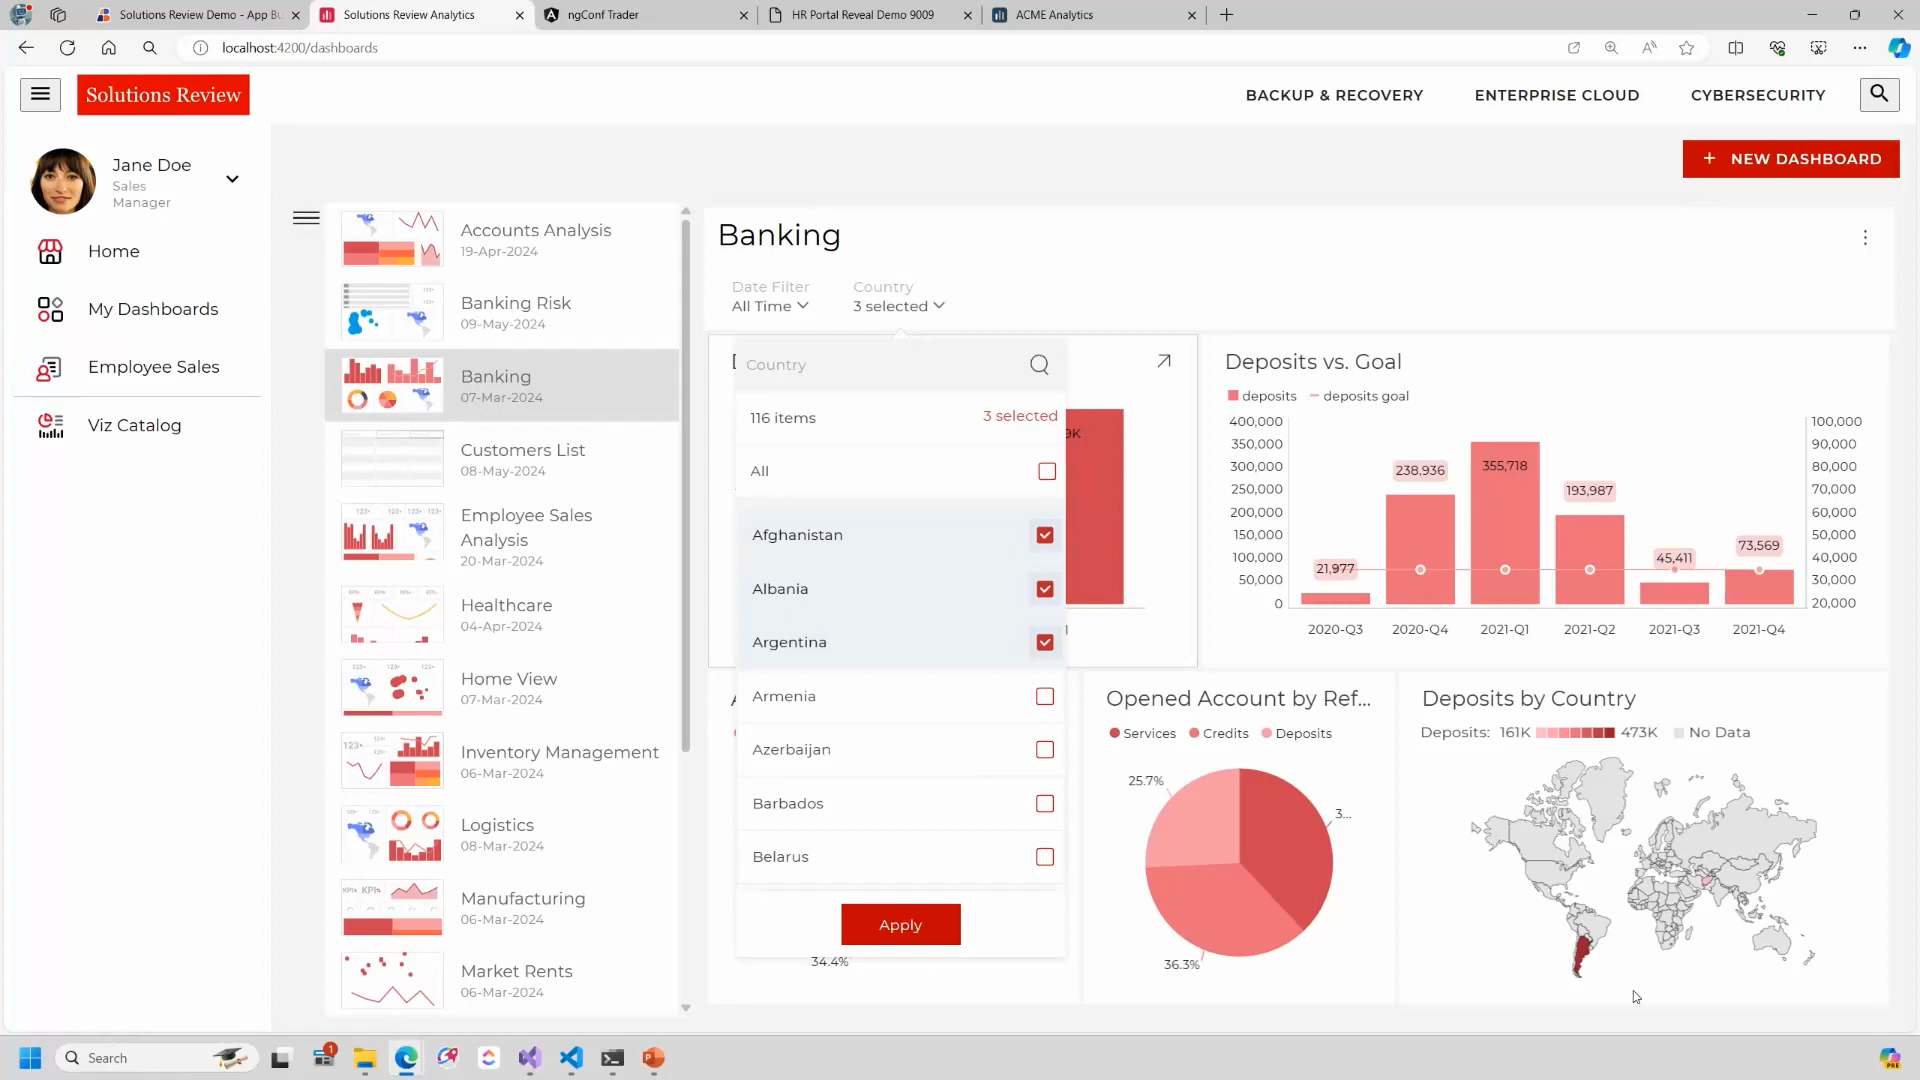 Solutions Review Demo - App Bu
Solutions Review Analytics
ngConf Trader
HR Portal Reveal Demo 9009
ACME Analytics
localhost:4200/dashboards
Solutions Review
BACKUP & RECOVERY
ENTERPRISE CLOUD
CYBERSECURITY
Jane Doe
Sales
Manager
Home
My Dashboards
Employee Sales
Viz Catalog
+ NEW DASHBOARD
Accounts Analysis
19-Apr-2024
Banking Risk
09-May-2024
Banking
07-Mar-2024
Customers List
08-May-2024
Employee Sales
Analysis
20-Mar-2024
Healthcare
04-Apr-2024
Home View
07-Mar-2024
Inventory Management
06-Mar-2024
Logistics
08-Mar-2024
Manufacturing
06-Mar-2024
Market Rents
06-Mar-2024
Banking
Date Filter
All Time
Country
3 selected
Country
116 items
3 selected
All
Afghanistan
Albania
Argentina
Armenia
Azerbaijan
Barbados
Belarus
Apply
9K
34.4%
Deposits vs. Goal
deposits
deposits goal
400,000
350,000
300,000
250,000
200,000
150,000
100,000
50,000
0
100,000
90,000
80,000
70,000
60,000
50,000
40,000
30,000
20,000
21,977
238,936
355,718
193,987
45,411
73,569
2020-Q3
2020-Q4
2021-Q1
2021-Q2
2021-Q3
2021-Q4
Opened Account by Ref...
Services
Credits
Deposits
25.7%
3...
36.3%
Deposits by Country
Deposits: 161K 473K No Data
Search
1
PRE